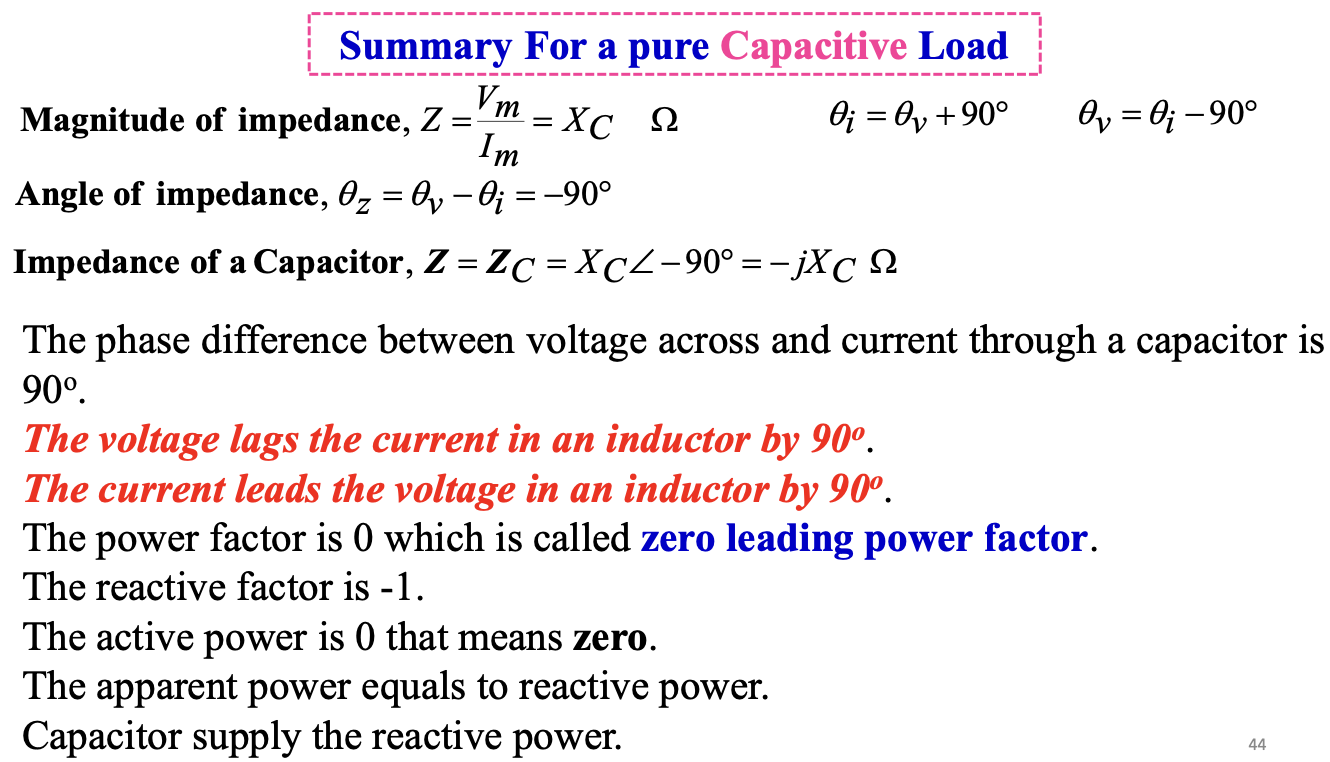 Summary For a pure Capacitive Load
Magnitude of impedance, Z = Vm/Im = XC Ω θi = θv + 90° θv = θi − 90°
Angle of impedance, θz = θv − θi = −90°
Impedance of a Capacitor, Z = ZC = XC∠−90° = −jXC Ω
The phase difference between voltage across and current through a capacitor is
90º.
The voltage lags the current in an inductor by 90º.
The current leads the voltage in an inductor by 90º.
The power factor is 0 which is called zero leading power factor.
The reactive factor is -1.
The active power is 0 that means zero.
The apparent power equals to reactive power.
Capacitor supply the reactive power.
44